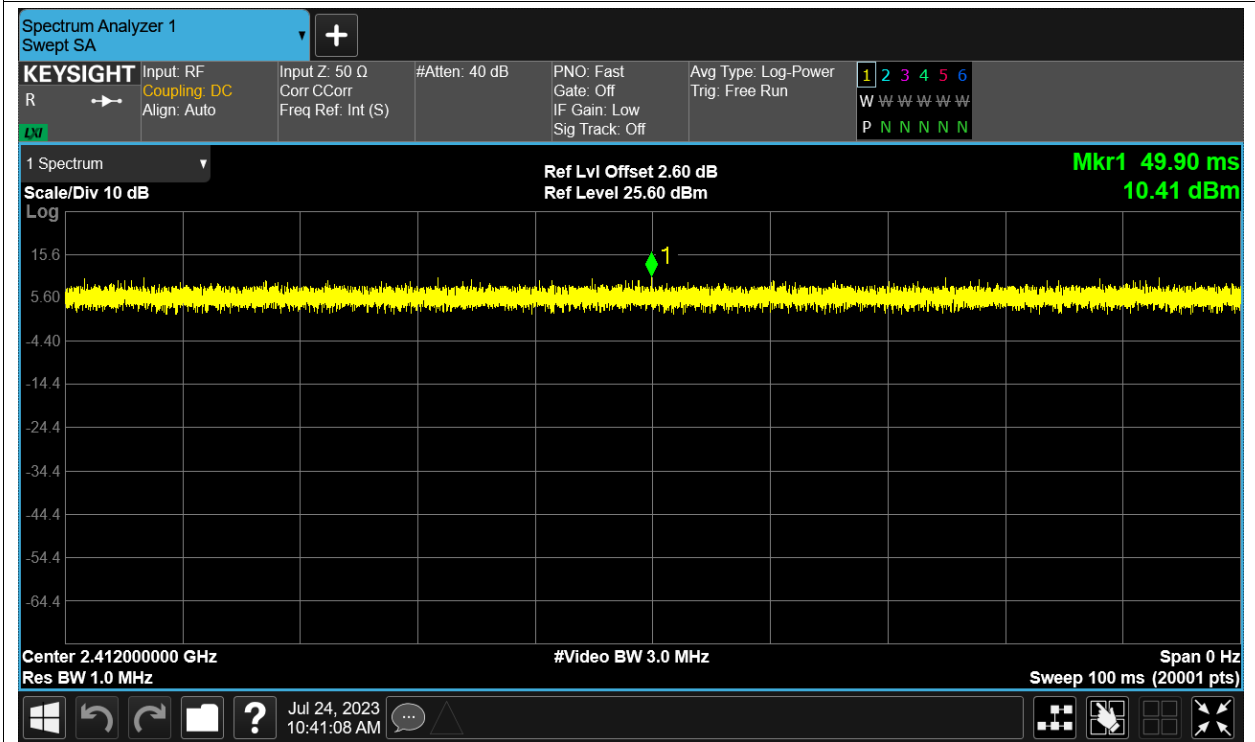 Spectrum Analyzer 1
Swept SA
+
KEYSIGHT
R
LXI
Input: RF
Coupling: DC
Align: Auto
Input Z: 50 Ω
Corr CCorr
Freq Ref: Int (S)
#Atten: 40 dB
PNO: Fast
Gate: Off
IF Gain: Low
Sig Track: Off
Avg Type: Log-Power
Trig: Free Run
1 2 3 4 5 6
W W W W W W
P N N N N N
1 Spectrum
Scale/Div 10 dB
Ref Lvl Offset 2.60 dB
Ref Level 25.60 dBm
Mkr1 49.90 ms
10.41 dBm
Log
15.6
5.60
-4.40
-14.4
-24.4
-34.4
-44.4
-54.4
-64.4
1
Center 2.412000000 GHz
Res BW 1.0 MHz
#Video BW 3.0 MHz
Span 0 Hz
Sweep 100 ms (20001 pts)
?
Jul 24, 2023
10:41:08 AM